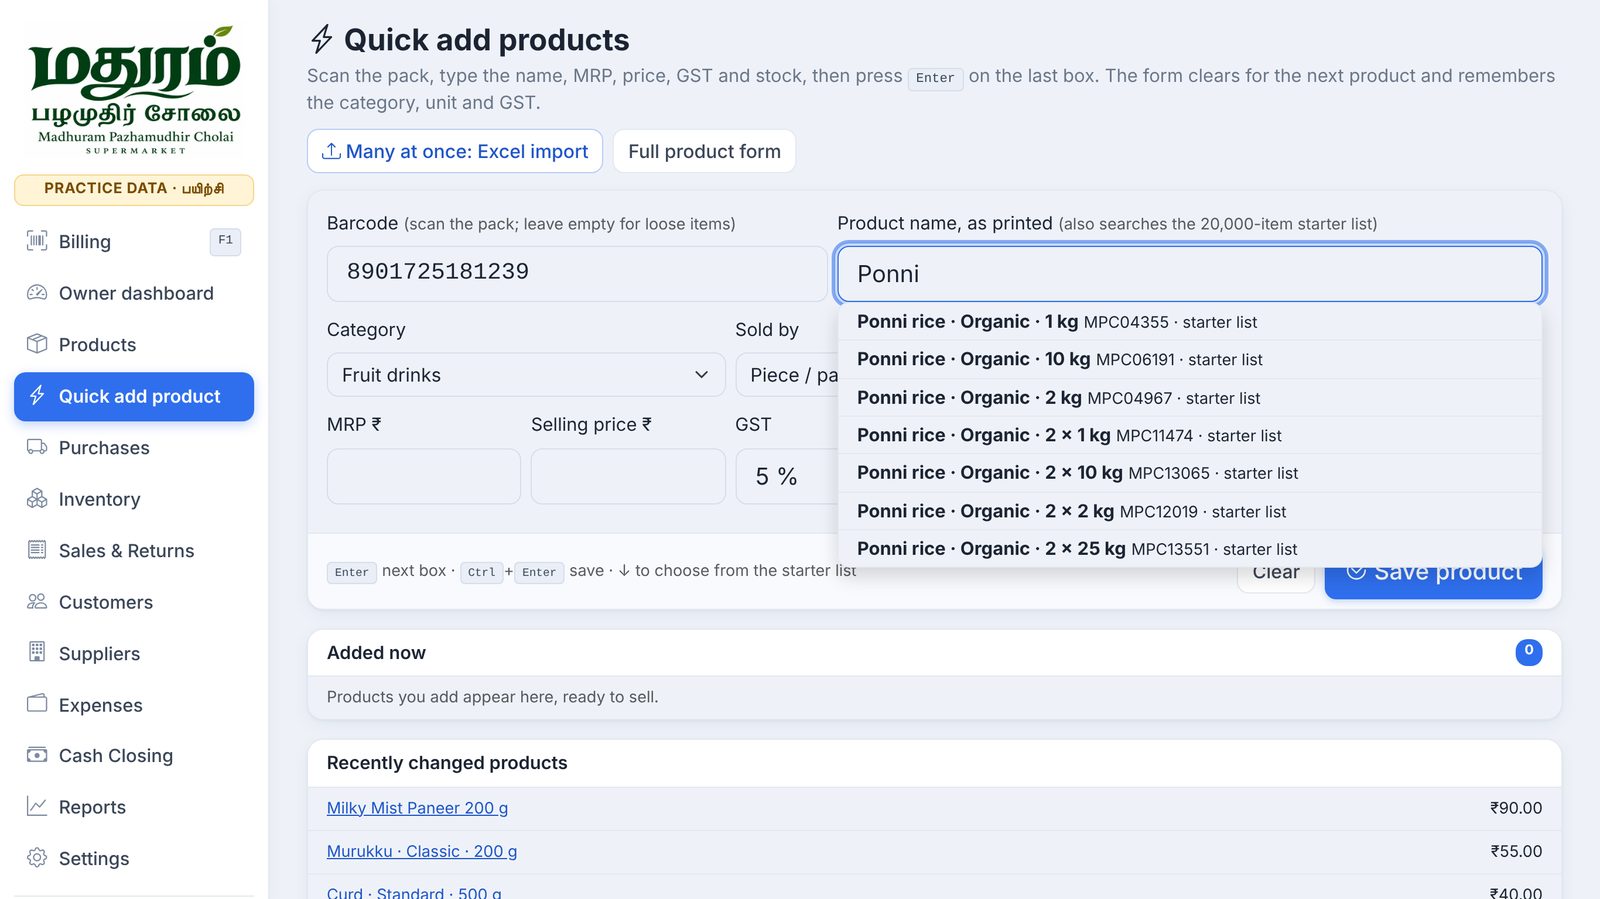 மதுரம்
பழமுதிர் சோலை
Madhuram Pazhamudhir Cholai
SUPERMARKET
PRACTICE DATA · பயிற்சி
Billing F1
Owner dashboard
Products
Quick add product
Purchases
Inventory
Sales & Returns
Customers
Suppliers
Expenses
Cash Closing
Reports
Settings
Quick add products
Scan the pack, type the name, MRP, price, GST and stock, then press Enter on the last box. The form clears for the next product and remembers
the category, unit and GST.
Many at once: Excel import Full product form
Barcode (scan the pack; leave empty for loose items) Product name, as printed (also searches the 20,000-item starter list)
8901725181239 Ponni
Ponni rice · Organic · 1 kg MPC04355 · starter list
Ponni rice · Organic · 10 kg MPC06191 · starter list
Ponni rice · Organic · 2 kg MPC04967 · starter list
Ponni rice · Organic · 2 × 1 kg MPC11474 · starter list
Ponni rice · Organic · 2 × 10 kg MPC13065 · starter list
Ponni rice · Organic · 2 × 2 kg MPC12019 · starter list
Ponni rice · Organic · 2 × 25 kg MPC13551 · starter list
Category Sold by
Fruit drinks Piece / pa
MRP ₹ Selling price ₹ GST
5 %
Enter next box · Ctrl+Enter save · ↓ to choose from the starter list Clear Save product
Added now 0
Products you add appear here, ready to sell.
Recently changed products
Milky Mist Paneer 200 g ₹90.00
Murukku · Classic · 200 g ₹55.00
Curd · Standard · 500 g ₹40.00